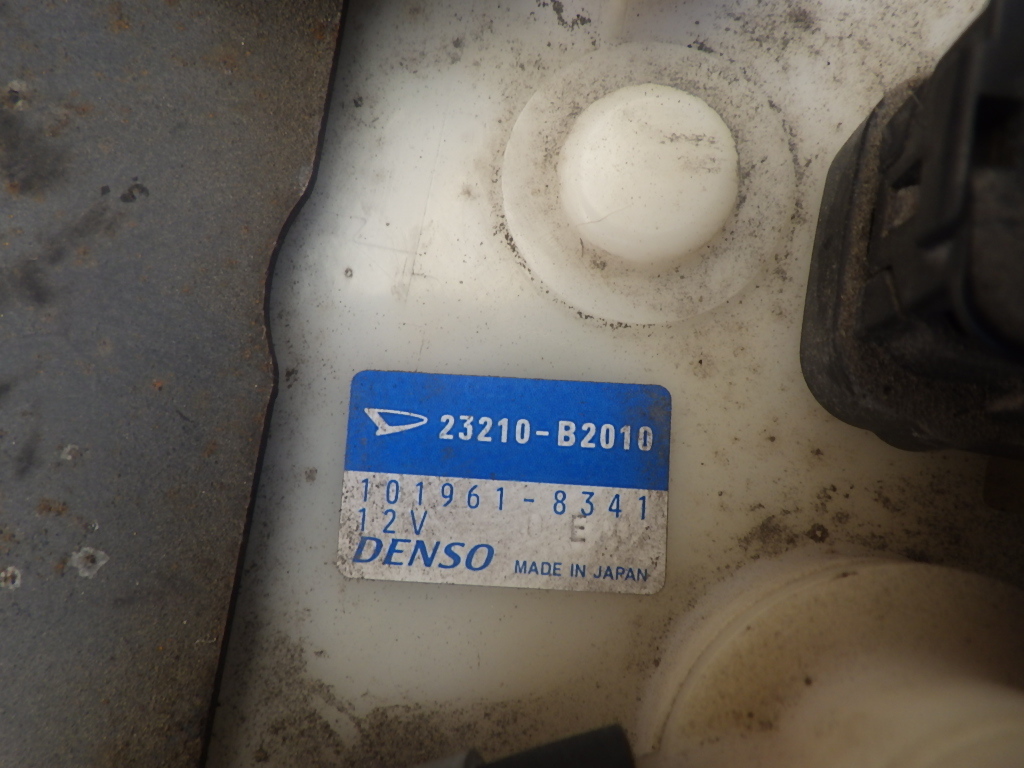 23210-B2010
101961-8341
12V E
DENSO MADE IN JAPAN